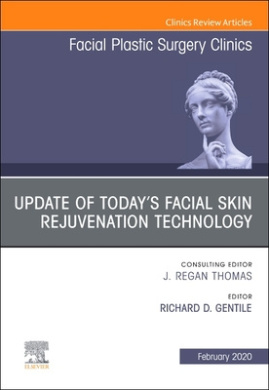 Clinics Review Articles
Facial Plastic Surgery Clinics
UPDATE OF TODAY'S FACIAL SKIN
REJUVENATION TECHNOLOGY
CONSULTING EDITOR
J. REGAN THOMAS
EDITOR
RICHARD D. GENTILE
ELSEVIER
February 2020